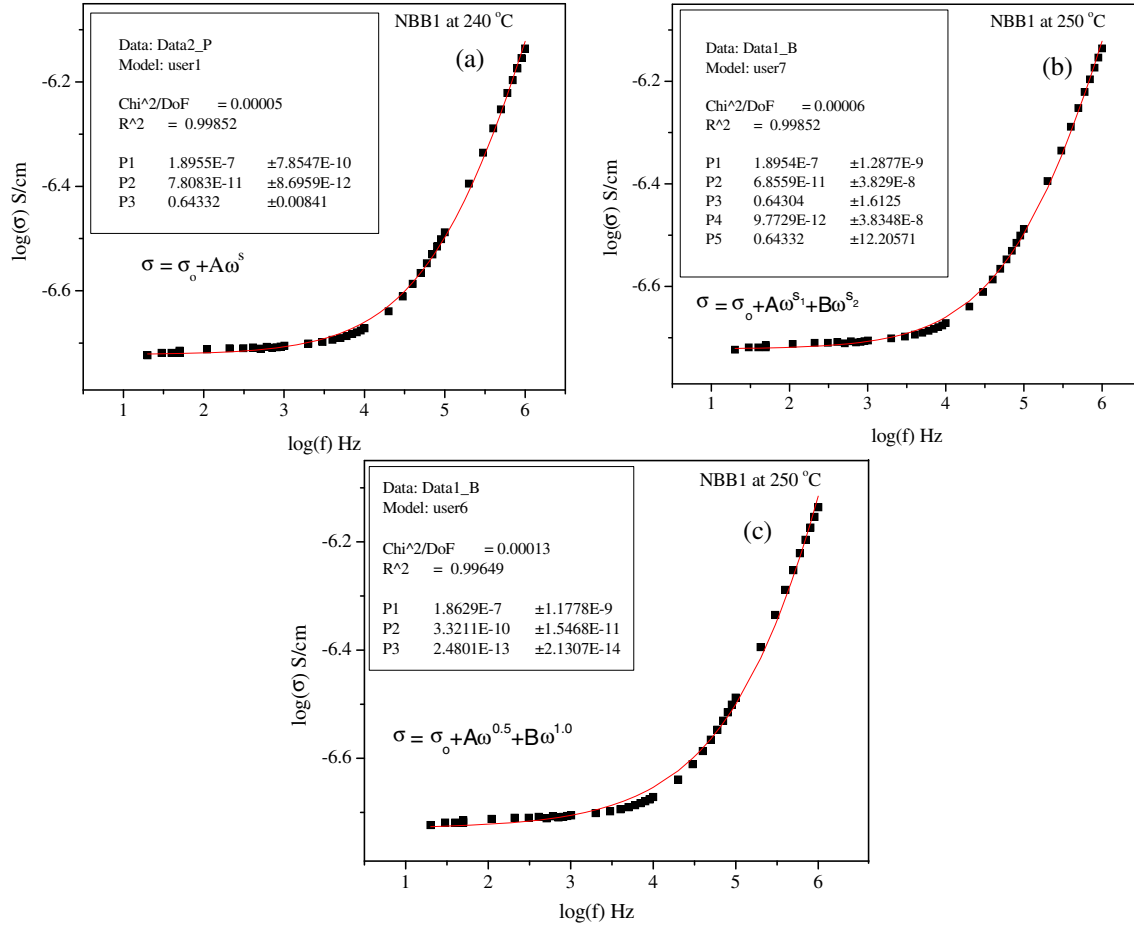 NBB1 at 240 °C
Data: Data2_P
Model: user1
Chi^2/DoF = 0.00005
R^2 = 0.99852
P1 1.8955E-7 ±7.8547E-10
P2 7.8083E-11 ±8.6959E-12
P3 0.64332 ±0.00841
(a)
σ = σo+Aωs
-6.2
-6.4
-6.6
log(σ) S/cm
1 2 3 4 5 6
log(f) Hz
NBB1 at 250 °C
Data: Data1_B
Model: user7
Chi^2/DoF = 0.00006
R^2 = 0.99852
P1 1.8954E-7 ±1.2877E-9
P2 6.8559E-11 ±3.829E-8
P3 0.64304 ±1.6125
P4 9.7729E-12 ±3.8348E-8
P5 0.64332 ±12.20571
(b)
σ = σo+Aωs1+Bωs2
-6.2
-6.4
-6.6
log(σ) S/cm
1 2 3 4 5 6
log(f) Hz
NBB1 at 250 °C
Data: Data1_B
Model: user6
Chi^2/DoF = 0.00013
R^2 = 0.99649
P1 1.8629E-7 ±1.1778E-9
P2 3.3211E-10 ±1.5468E-11
P3 2.4801E-13 ±2.1307E-14
(c)
σ = σo+Aω0.5+Bω1.0
-6.2
-6.4
-6.6
log(σ) S/cm
1 2 3 4 5 6
log(f) Hz